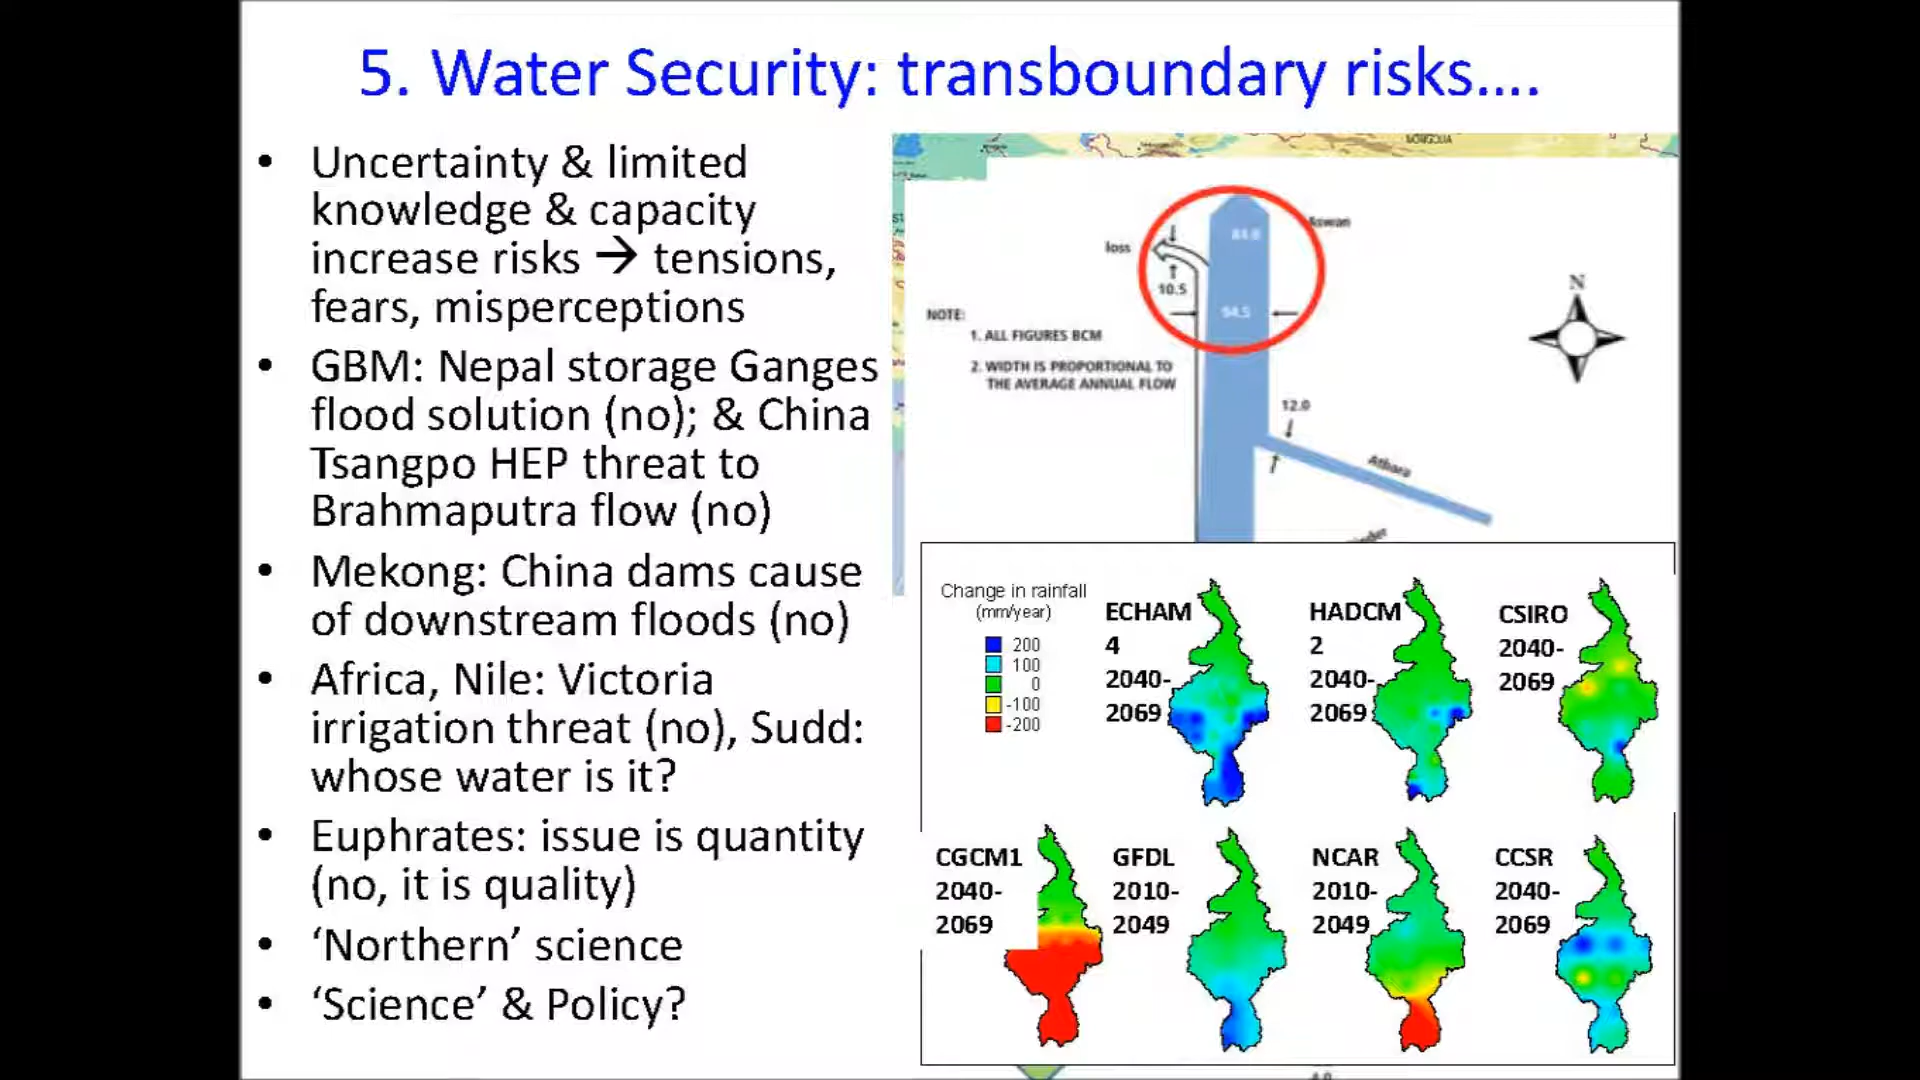 5. Water Security: transboundary risks....
• Uncertainty & limited
knowledge & capacity
increase risks → tensions,
fears, misperceptions
• GBM: Nepal storage Ganges
flood solution (no); & China
Tsangpo HEP threat to
Brahmaputra flow (no)
• Mekong: China dams cause
of downstream floods (no)
• Africa, Nile: Victoria
irrigation threat (no), Sudd:
whose water is it?
• Euphrates: issue is quantity
(no, it is quality)
• ‘Northern’ science
• ‘Science’ & Policy?
MONGOLIA
loss
10.5
84.0
94.5
NOTE:
1. ALL FIGURES BCM
2. WIDTH IS PROPORTIONAL TO
THE AVERAGE ANNUAL FLOW
N
12.0
Atbara
Change in rainfall
(mm/year)
200
100
0
-100
-200
ECHAM
4
2040-
2069
HADCM
2
2040-
2069
CSIRO
2040-
2069
CGCM1
2040-
2069
GFDL
2010-
2049
NCAR
2010-
2049
CCSR
2040-
2069